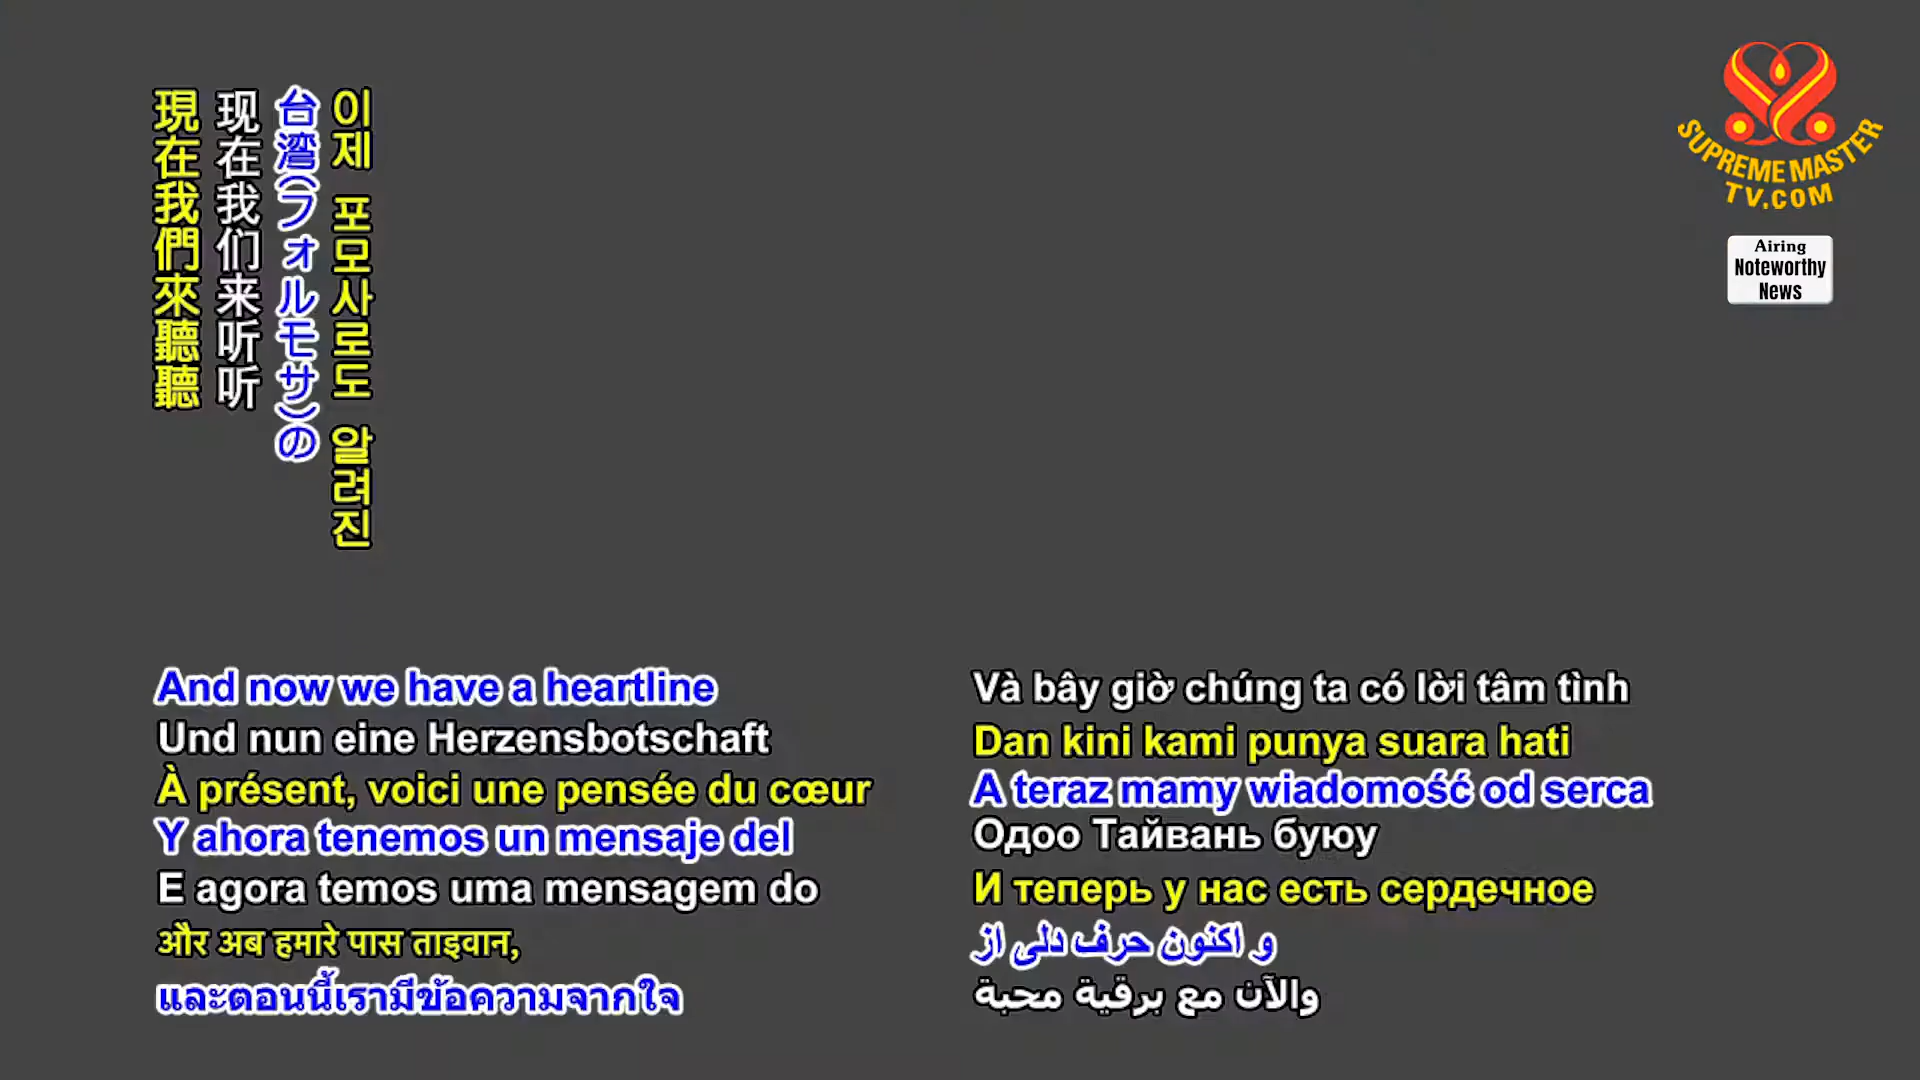 現在我們來聽聽
现在我们来听听
台湾(フォルモサ)の
이제 포모사로도 알려진
SUPREME MASTER
TV.COM
Airing
Noteworthy
News
And now we have a heartline
Und nun eine Herzensbotschaft
À présent, voici une pensée du cœur
Y ahora tenemos un mensaje del
E agora temos uma mensagem do
और अब हमारे पास ताइवान,
และตอนนี้เรามีข้อความจากใจ
Và bây giờ chúng ta có lời tâm tình
Dan kini kami punya suara hati
A teraz mamy wiadomość od serca
Одоо Тайвань буюу
И теперь у нас есть сердечное
و اکنون حرف دلی از
والآن مع برقية محبة